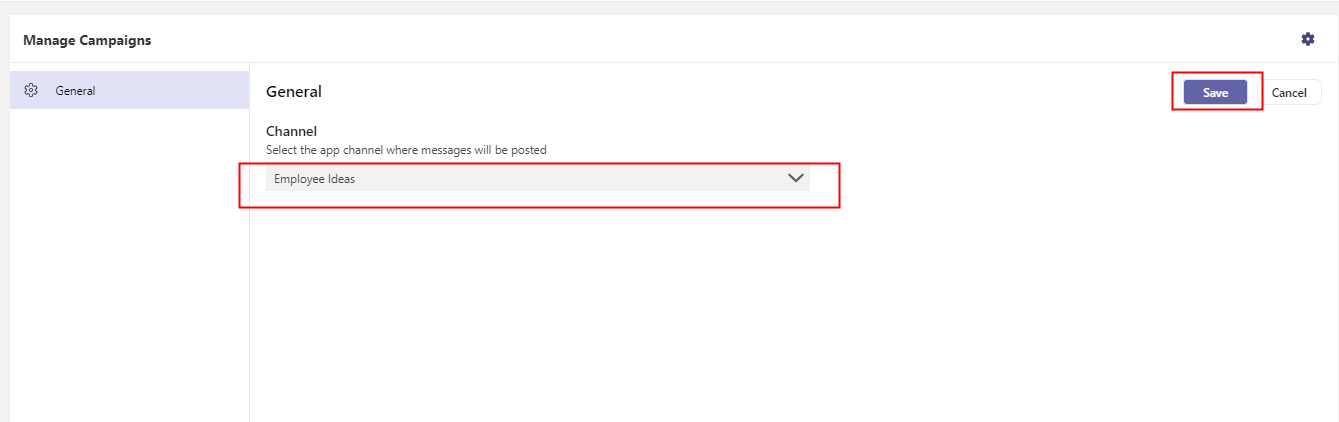 Manage Campaigns
General
General
Save
Cancel
Channel
Select the app channel where messages will be posted
Employee Ideas